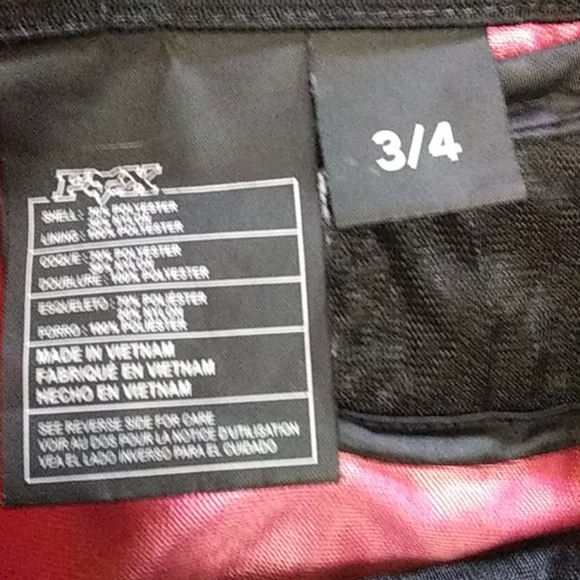 FOX
SHELL: 70% POLYESTER
30% NYLON
LINING: 100% POLYESTER
COQUE: 70% POLYESTER
30% NYLON
DOUBLURE: 100% POLYESTER
ESQUELETO: 70% POLIÉSTER
30% NYLON
FORRO: 100% POLIÉSTER
MADE IN VIETNAM
FABRIQUÉ EN VIETNAM
HECHO EN VIETNAM
SEE REVERSE SIDE FOR CARE
VOIR AU DOS POUR LA NOTICE D'UTILISATION
VEA EL LADO INVERSO PARA EL CUIDADO
3/4